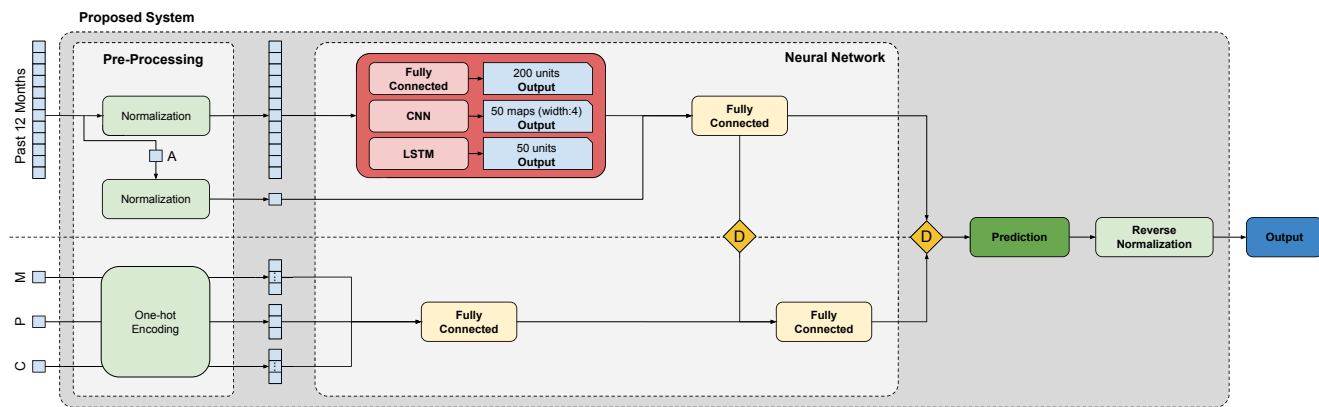 Proposed System
Pre-Processing
Neural Network
Past 12 Months
Normalization
A
Normalization
Fully
Connected
200 units
Output
CNN
50 maps (width:4)
Output
LSTM
50 units
Output
Fully
Connected
D
D
Prediction
Reverse
Normalization
Output
M
P
C
One-hot
Encoding
Fully
Connected
Fully
Connected